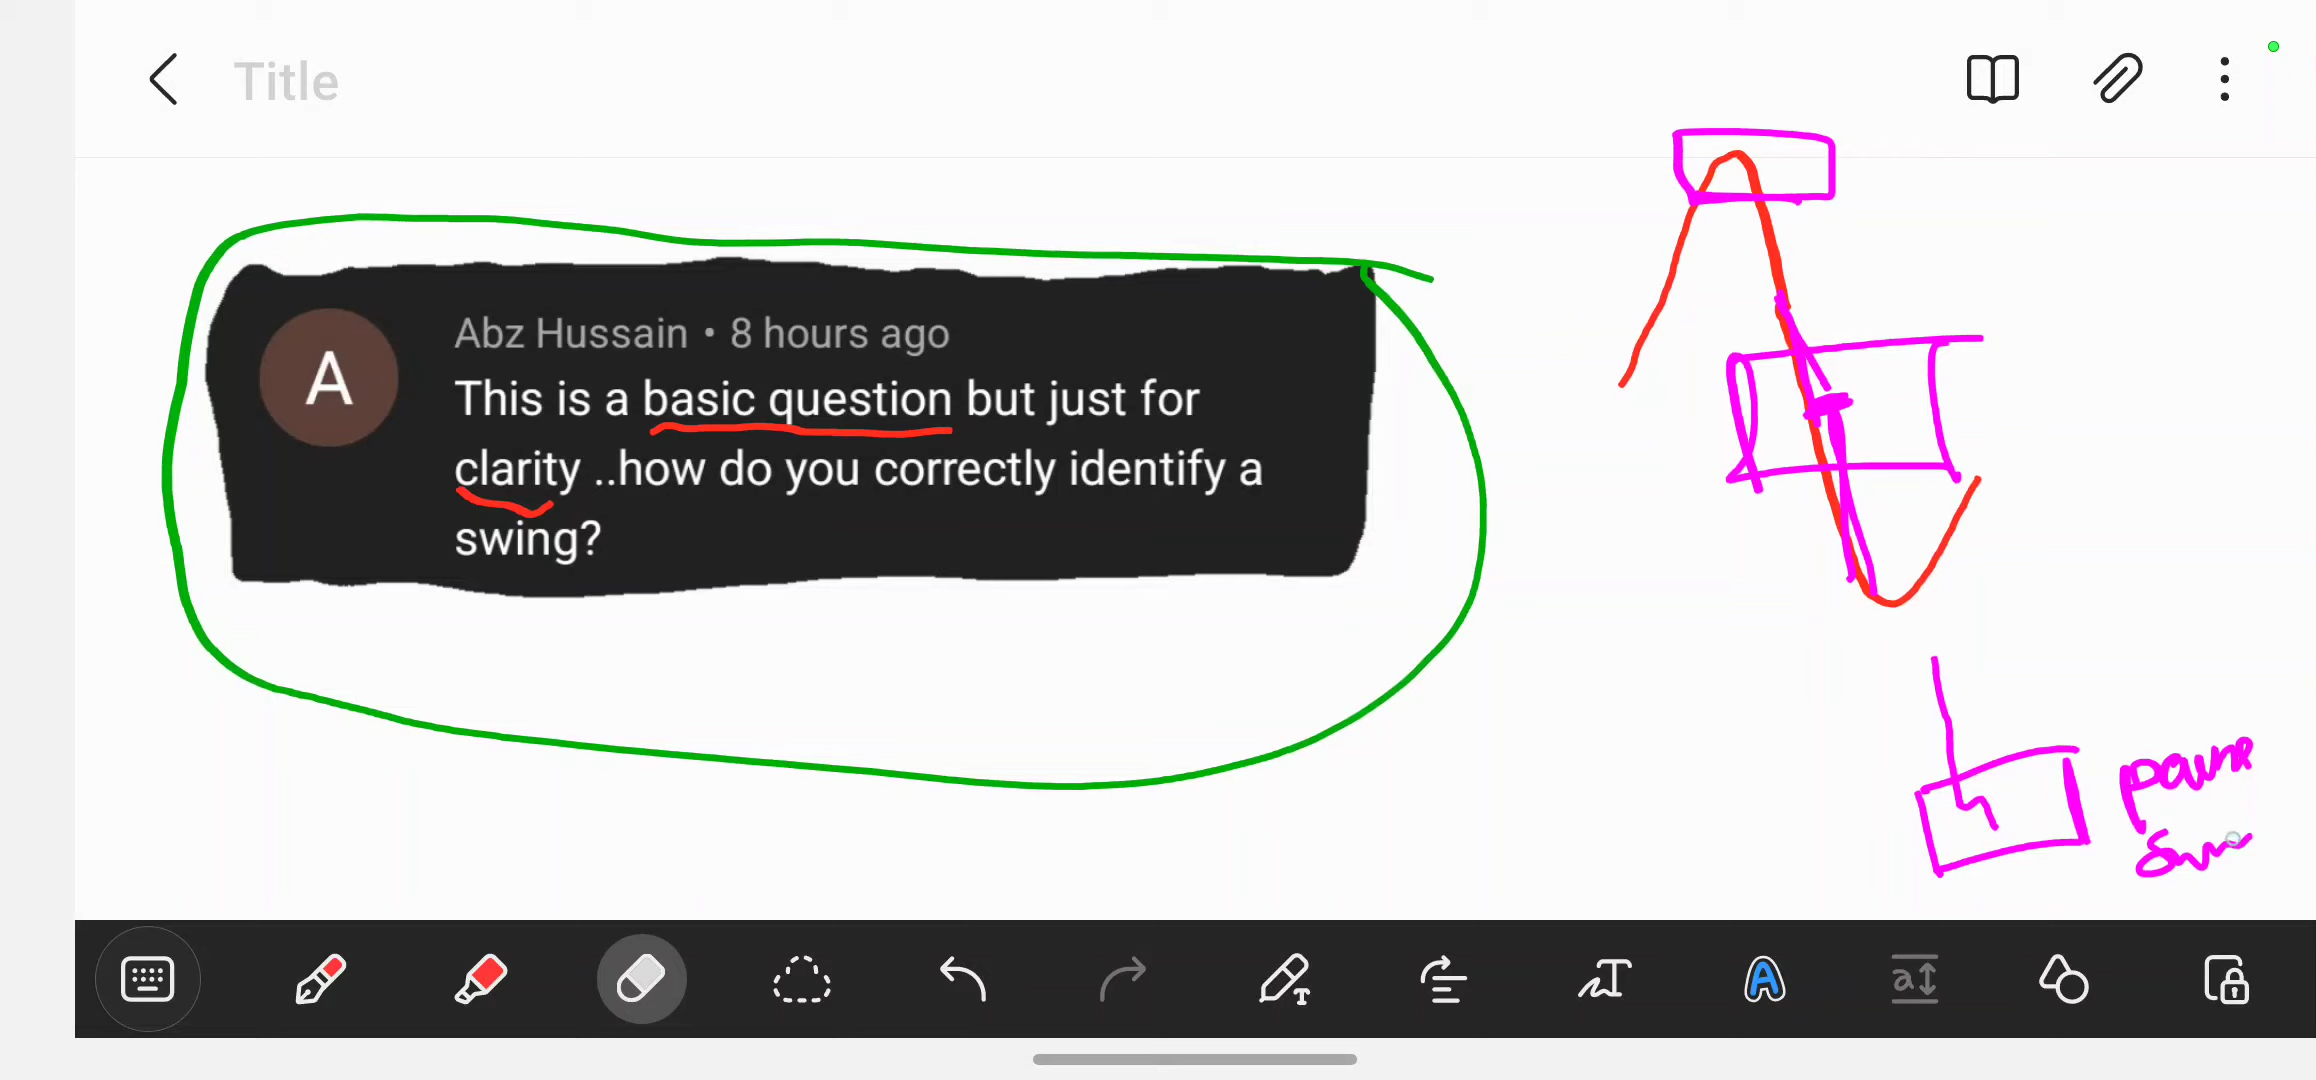 Title
A
Abz Hussain • 8 hours ago
This is a basic question but just for
clarity ..how do you correctly identify a
swing?